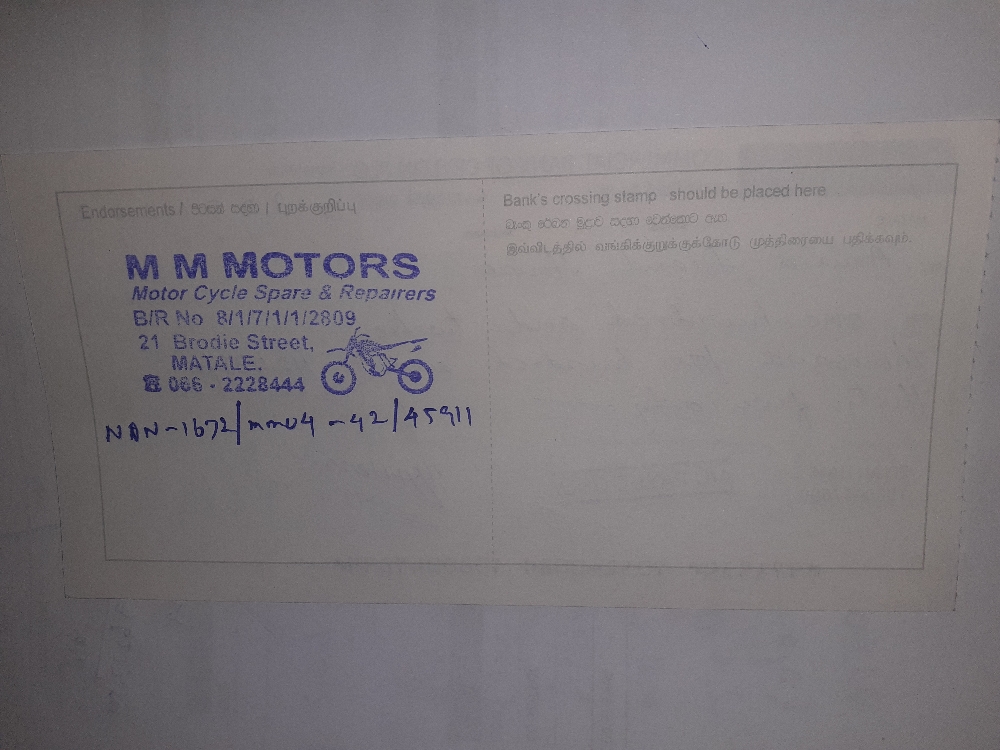 Endorsements / පිටසන් සටහන / புறக்குறிப்பு
M M MOTORS
Motor Cycle Spare & Repairers
B/R No 8/1/7/1/1/2809
21 Brodie Street,
MATALE.
☎ 066 - 2228444
NAN-1672/mmu4-42/45911
Bank's crossing stamp should be placed here
இவ்விடத்தில் வங்கிக்குறுக்குக்கோடு முத்திரையை பதிக்கவும்.